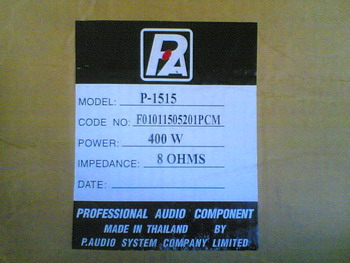 PA
MODEL: P-1515
CODE NO: F01011505201PCM
POWER: 400 W
IMPEDANCE: 8 OHMS
DATE:
PROFESSIONAL AUDIO COMPONENT
MADE IN THAILAND BY
P.AUDIO SYSTEM COMPANY LIMITED